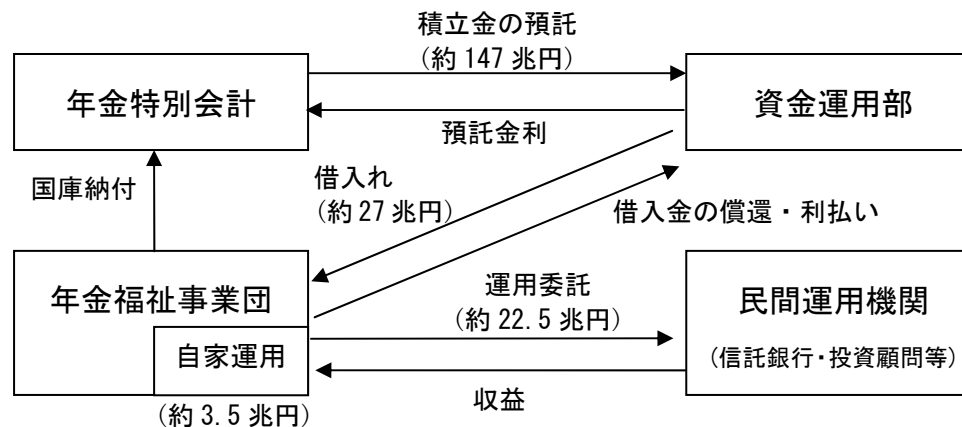 積立金の預託
(約 147 兆円)
年金特別会計
資金運用部
預託金利
国庫納付
借入れ
(約 27 兆円)
借入金の償還・利払い
年金福祉事業団
運用委託
(約 22.5 兆円)
民間運用機関
(信託銀行・投資顧問等)
自家運用
収益
(約 3.5 兆円)